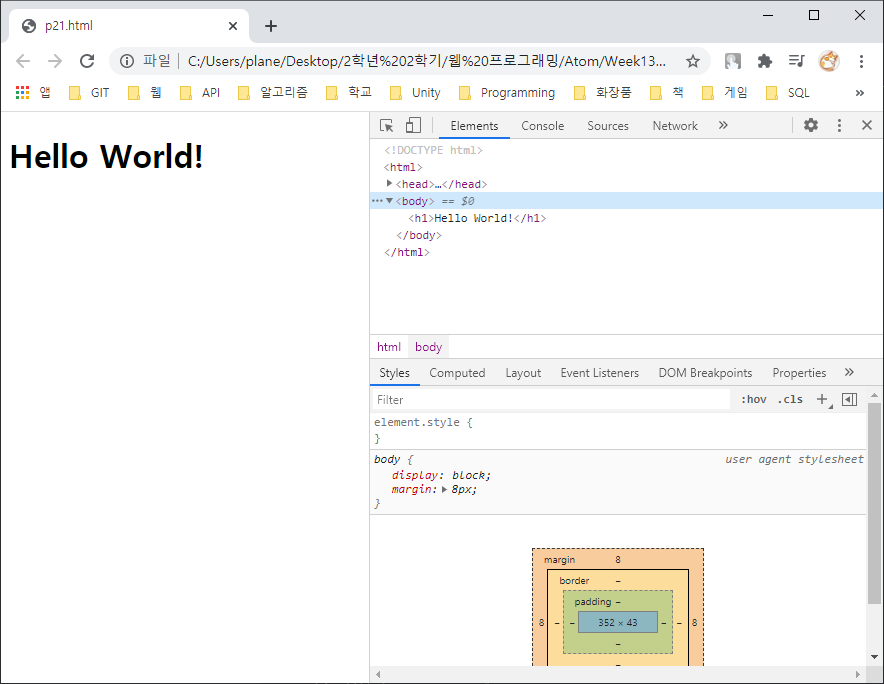 p21.html
파일 C:/Users/plane/Desktop/2학년%202학기/웹%20프로그래밍/Atom/Week13...
앱 GIT 웹 API 알고리즘 학교 Unity Programming 화장품 책 게임 SQL »
Hello World!
Elements Console Sources Network »
<!DOCTYPE html>
<html>
<head>…</head>
<body> == $0
<h1>Hello World!</h1>
</body>
</html>
html body
Styles Computed Layout Event Listeners DOM Breakpoints Properties »
Filter :hov .cls +
element.style {
}
body { user agent stylesheet
display: block;
margin: 8px;
}
margin 8
border –
padding –
8 – – 352 × 43 – – 8
–
–